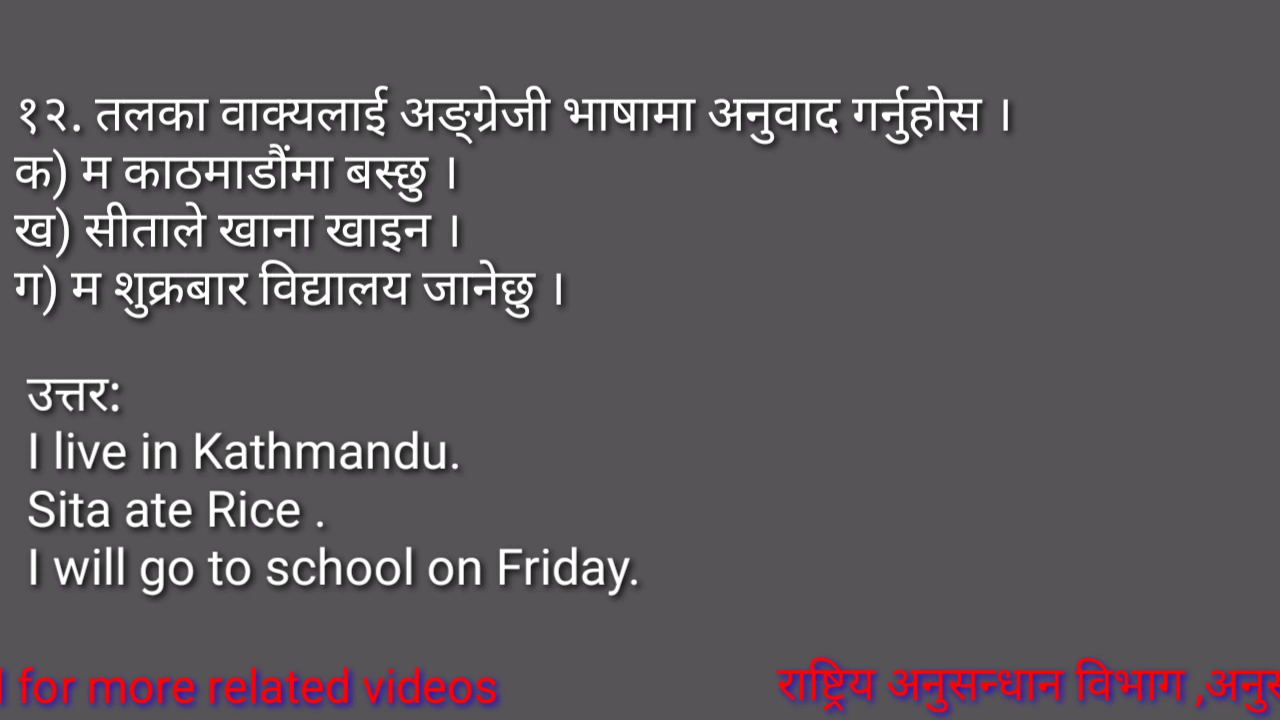 १२. तलका वाक्यलाई अङ्ग्रेजी भाषामा अनुवाद गर्नुहोस ।
क) म काठमाडौंमा बस्छु ।
ख) सीताले खाना खाइन ।
ग) म शुक्रबार विद्यालय जानेछु ।
उत्तर:
I live in Kathmandu.
Sita ate Rice .
I will go to school on Friday.
for more related videos राष्ट्रिय अनुसन्धान विभाग ,